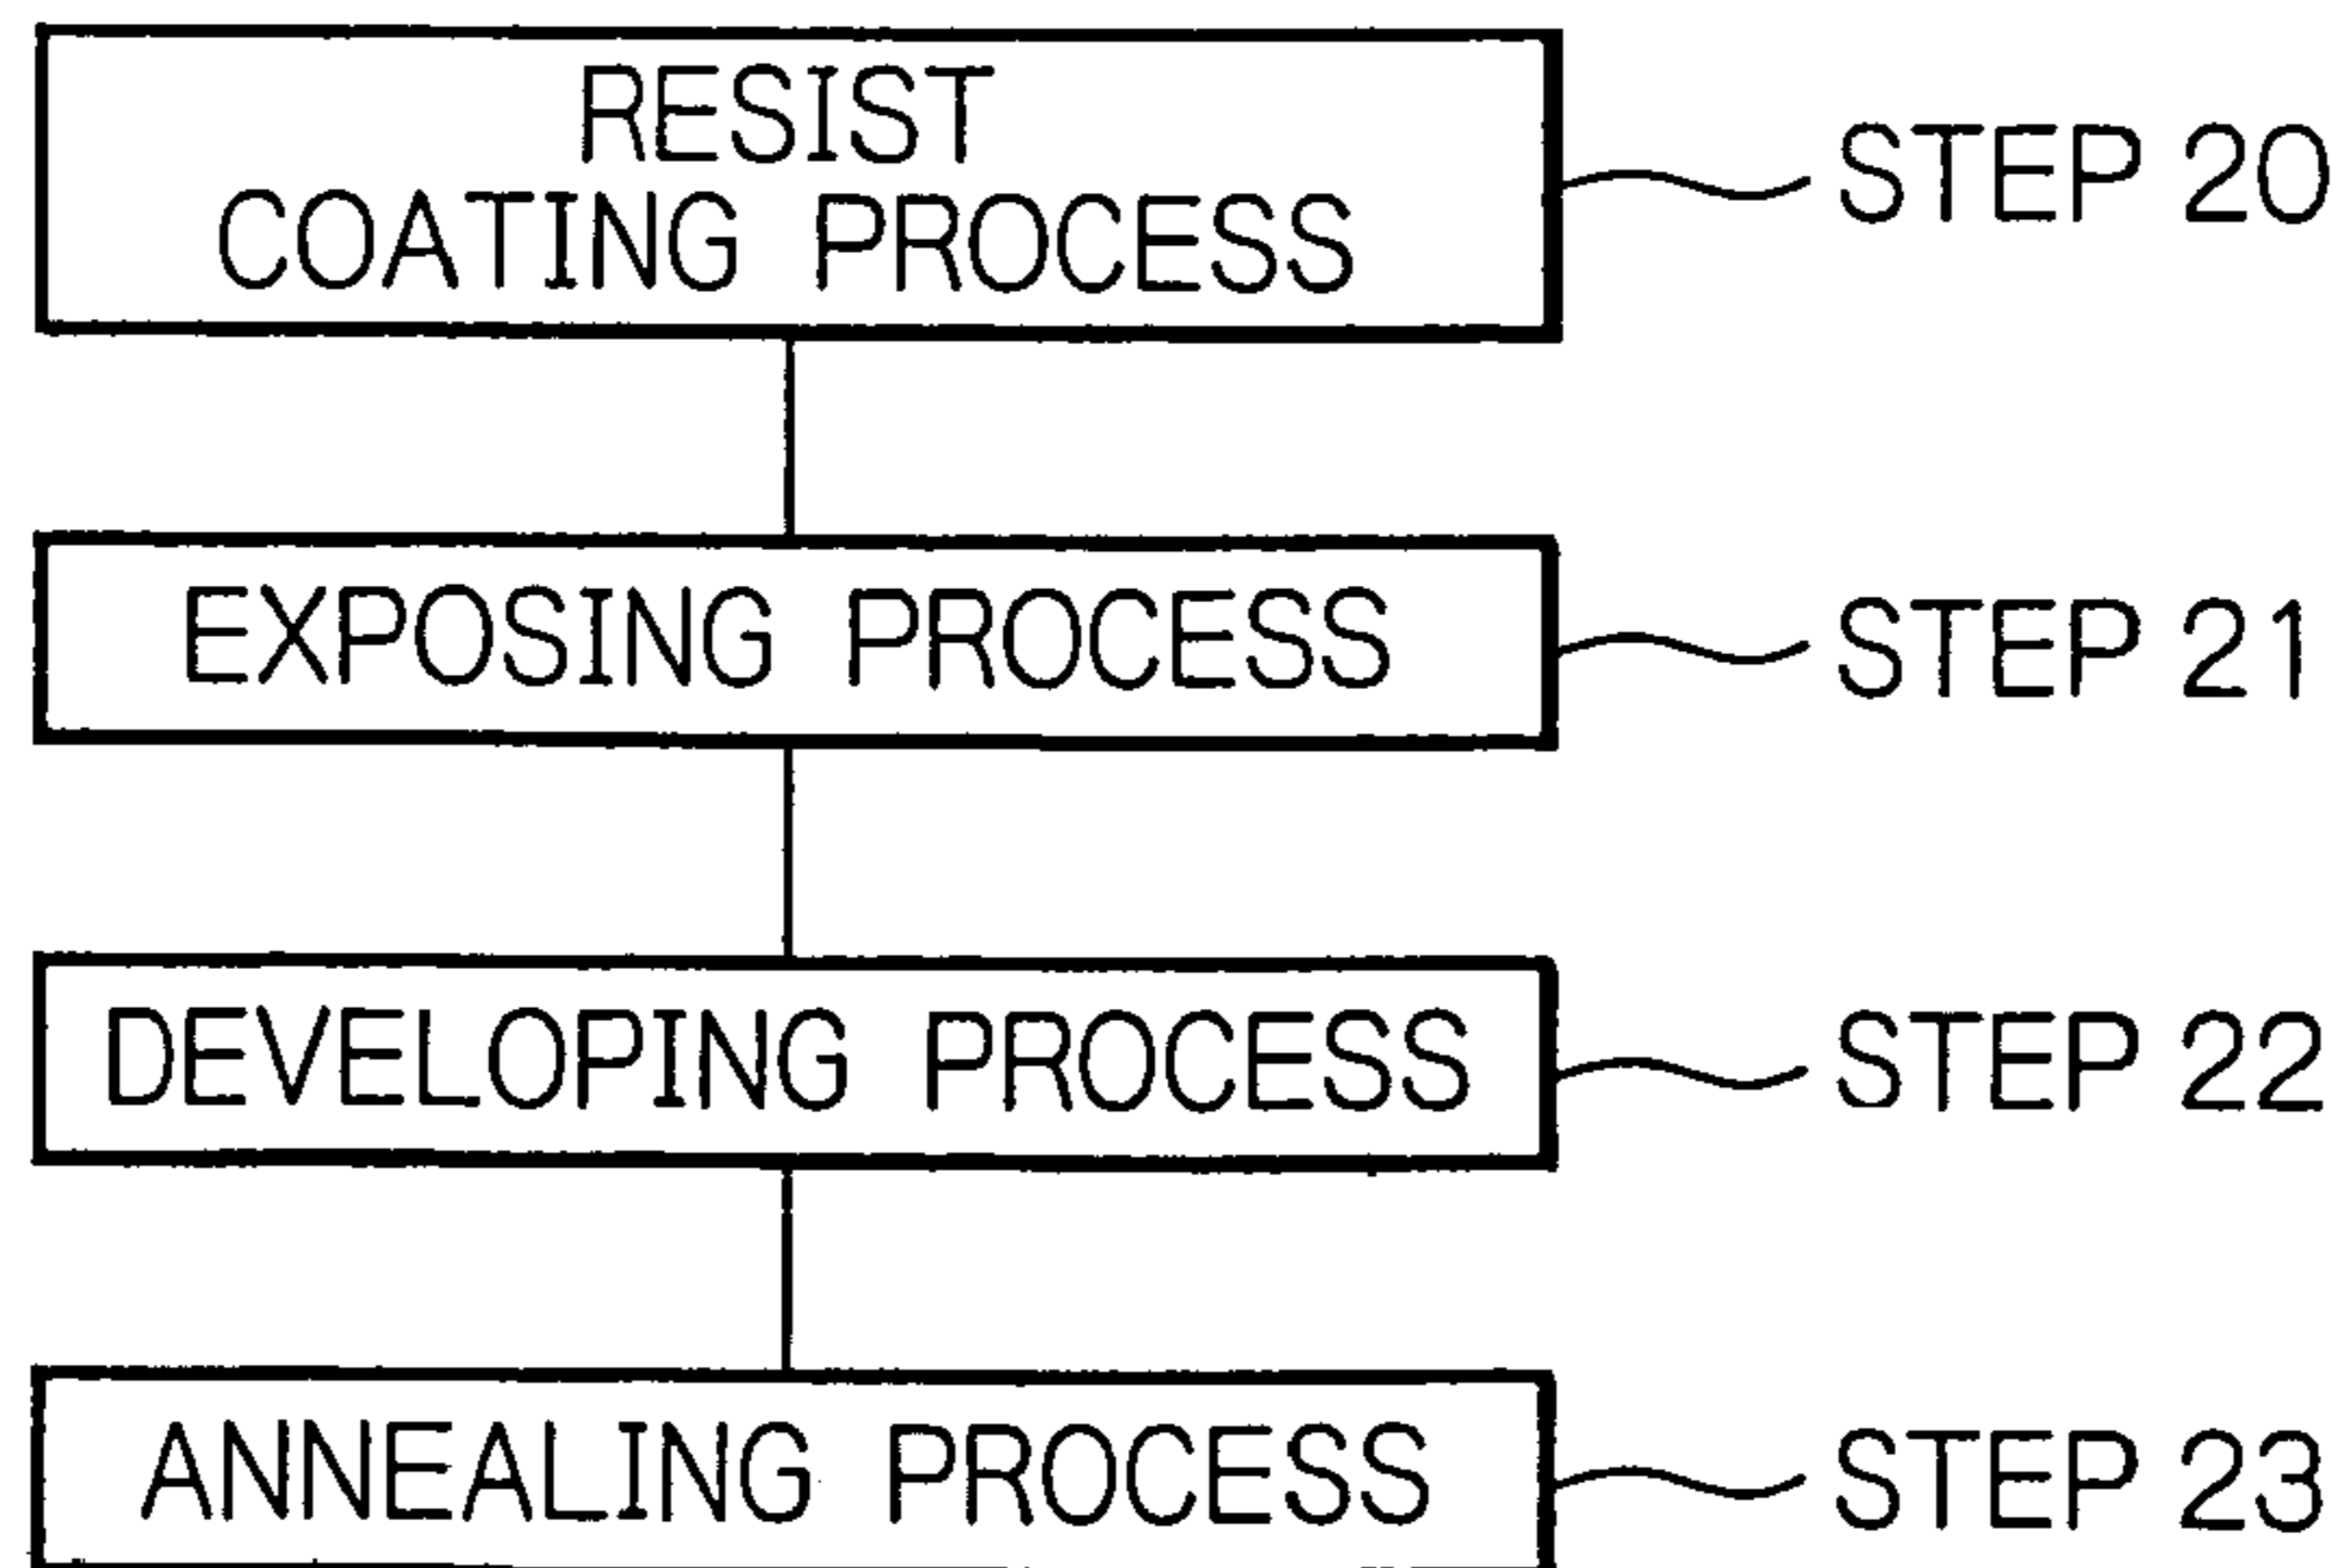 RESIST
COATING PROCESS
STEP 20
EXPOSING PROCESS
STEP 21
DEVELOPING PROCESS
STEP 22
ANNEALING PROCESS
STEP 23